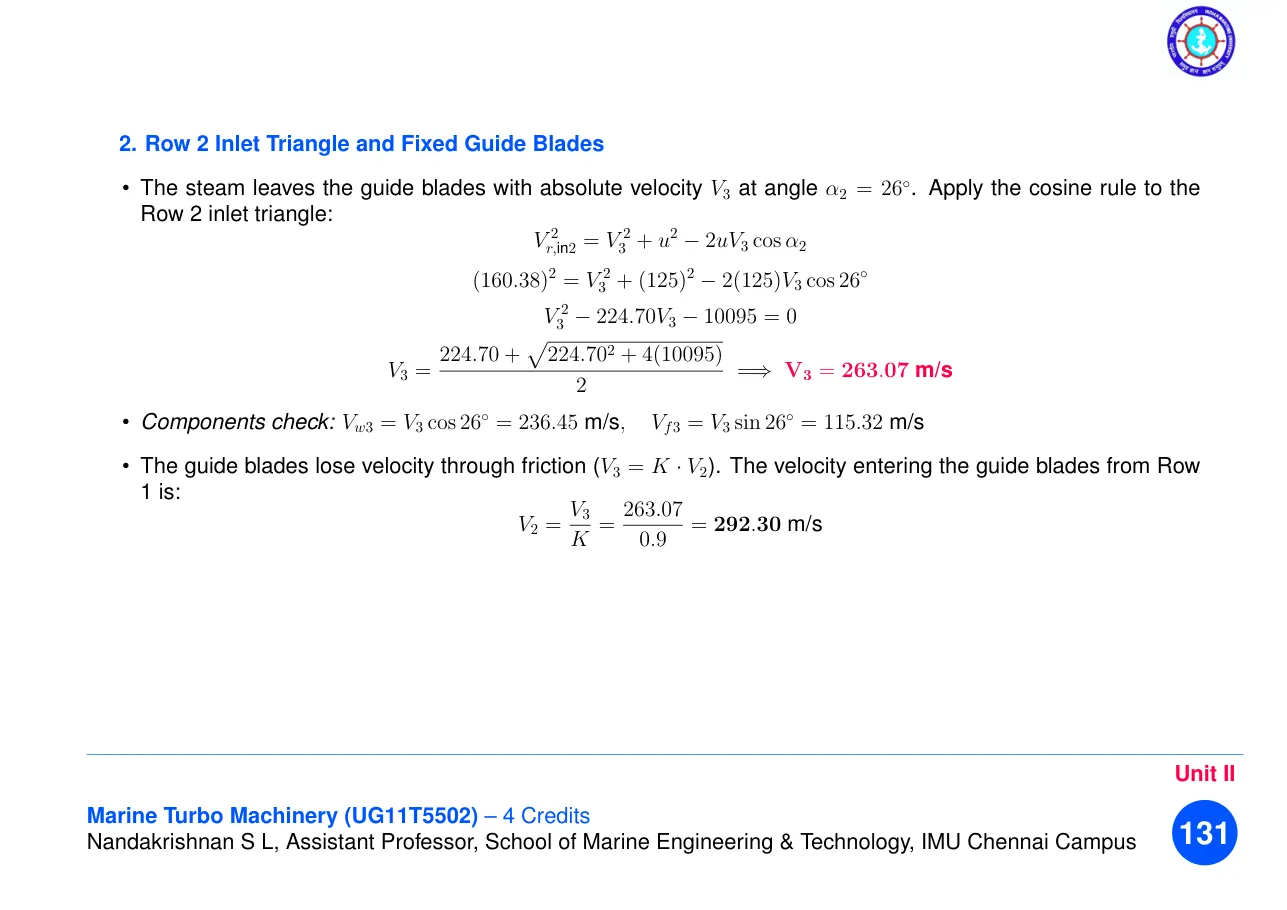 2. Row 2 Inlet Triangle and Fixed Guide Blades
• The steam leaves the guide blades with absolute velocity V₃ at angle α₂ = 26°. Apply the cosine rule to the
Row 2 inlet triangle:
V²ᵣ,in2 = V₃² + u² − 2uV₃ cos α₂
(160.38)² = V₃² + (125)² − 2(125)V₃ cos 26°
V₃² − 224.70V₃ − 10095 = 0
V₃ = (224.70 + √(224.70² + 4(10095))) / 2 ⟹ V₃ = 263.07 m/s
• Components check: V_w3 = V₃ cos 26° = 236.45 m/s, V_f3 = V₃ sin 26° = 115.32 m/s
• The guide blades lose velocity through friction (V₃ = K · V₂). The velocity entering the guide blades from Row
1 is:
V₂ = V₃ / K = 263.07 / 0.9 = 292.30 m/s
Unit II
Marine Turbo Machinery (UG11T5502) – 4 Credits
Nandakrishnan S L, Assistant Professor, School of Marine Engineering & Technology, IMU Chennai Campus
131